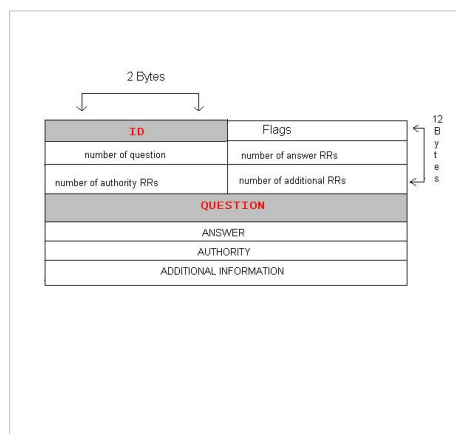 2 Bytes
ID
Flags
12
B
y
t
e
s
number of question
number of answer RRs
number of authority RRs
number of additional RRs
QUESTION
ANSWER
AUTHORITY
ADDITIONAL INFORMATION